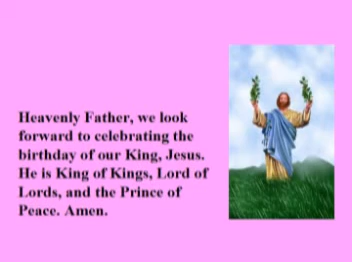 Heavenly Father, we look
forward to celebrating the
birthday of our King, Jesus.
He is King of Kings, Lord of
Lords, and the Prince of
Peace. Amen.